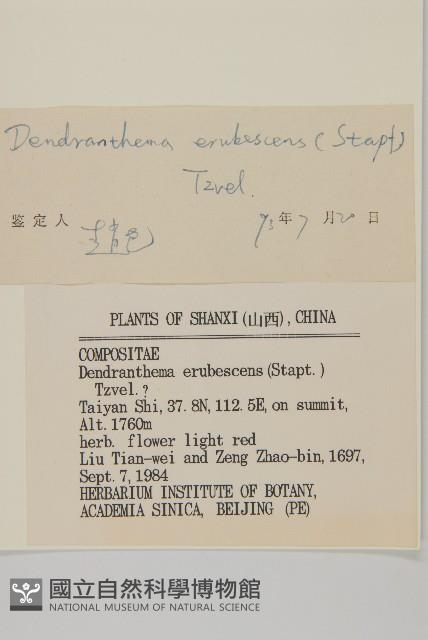 Dendranthema erubescens (Stapf)
Tzvel.
鉴定人 93年7月20日
PLANTS OF SHANXI (山西), CHINA
COMPOSITAE
Dendranthema erubescens (Stapt.)
Tzvel. ?
Taiyan Shi, 37. 8N, 112. 5E, on summit,
Alt. 1760m
herb. flower light red
Liu Tian-wei and Zeng Zhao-bin, 1697,
Sept. 7, 1984
HERBARIUM INSTITUTE OF BOTANY,
ACADEMIA SINICA, BEIJING (PE)
國立自然科學博物館
NATIONAL MUSEUM OF NATURAL SCIENCE